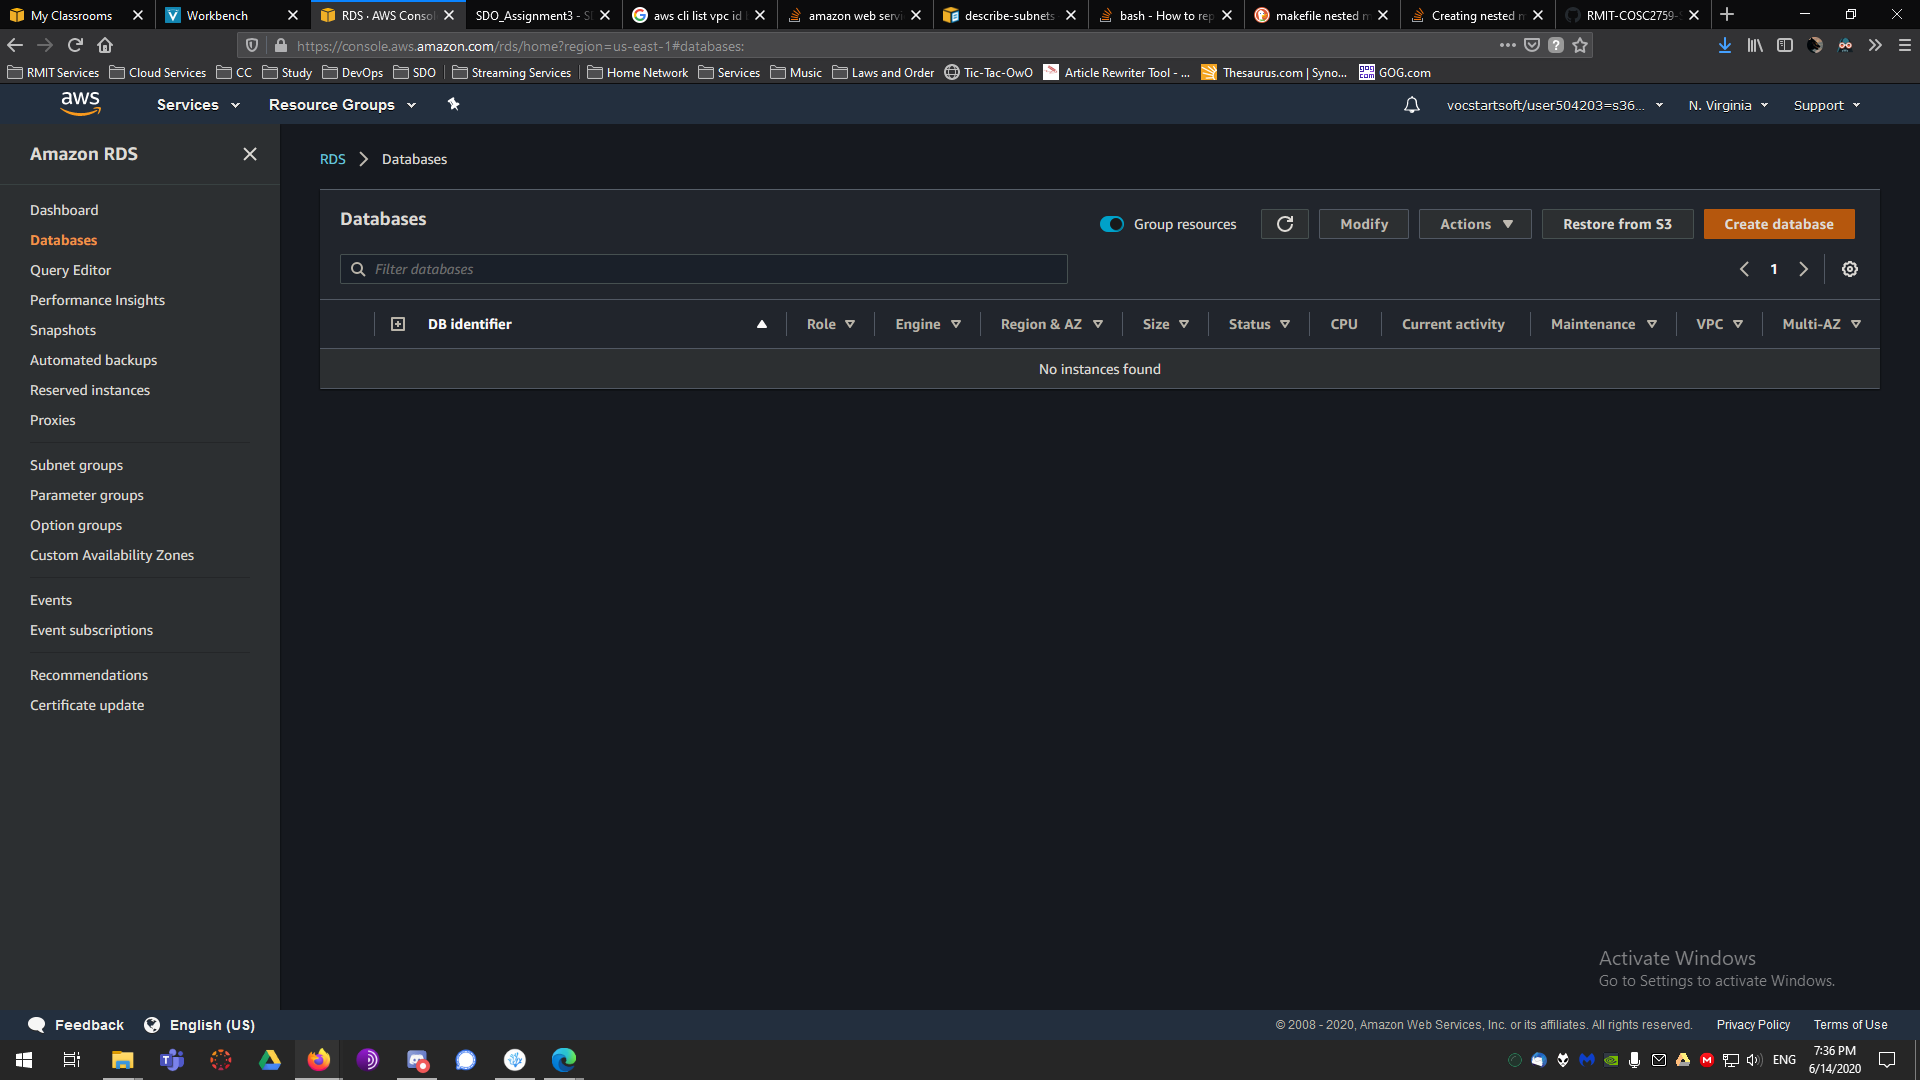 My Classrooms
Workbench
RDS · AWS Consol
SDO_Assignment3 - S
aws cli list vpc id
amazon web servi
describe-subnets
bash - How to rep
makefile nested
Creating nested
RMIT-COSC2759-
https://console.aws.amazon.com/rds/home?region=us-east-1#databases:
RMIT Services
Cloud Services
CC
Study
DevOps
SDO
Streaming Services
Home Network
Services
Music
Laws and Order
Tic-Tac-OwO
Article Rewriter Tool - ...
Thesaurus.com | Syno...
GOG.com
aws
Services
Resource Groups
vocstartsoft/user504203=s36...
N. Virginia
Support
Amazon RDS
Dashboard
Databases
Query Editor
Performance Insights
Snapshots
Automated backups
Reserved instances
Proxies
Subnet groups
Parameter groups
Option groups
Custom Availability Zones
Events
Event subscriptions
Recommendations
Certificate update
RDS
Databases
Databases
Group resources
Modify
Actions
Restore from S3
Create database
Filter databases
1
DB identifier
Role
Engine
Region & AZ
Size
Status
CPU
Current activity
Maintenance
VPC
Multi-AZ
No instances found
Activate Windows
Go to Settings to activate Windows.
Feedback
English (US)
© 2008 - 2020, Amazon Web Services, Inc. or its affiliates. All rights reserved.
Privacy Policy
Terms of Use
ENG
7:36 PM
6/14/2020